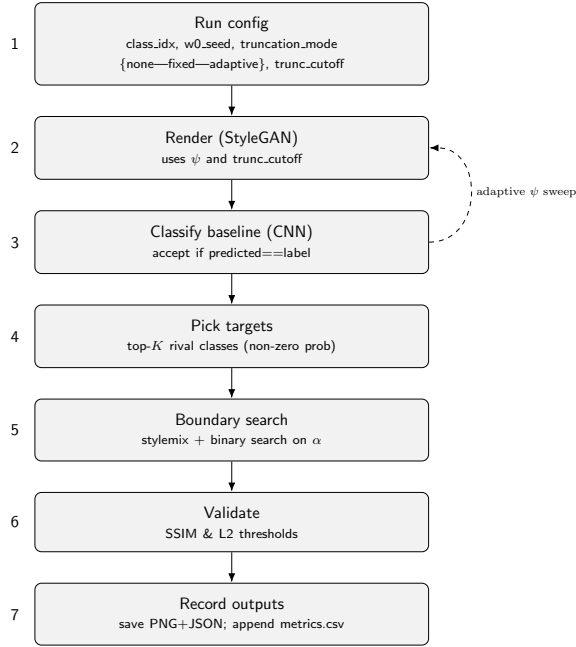 1
Run config
class_idx, w0_seed, truncation_mode
{none—fixed—adaptive}, trunc_cutoff
2
Render (StyleGAN)
uses ψ and trunc_cutoff
adaptive ψ sweep
3
Classify baseline (CNN)
accept if predicted==label
4
Pick targets
top-K rival classes (non-zero prob)
5
Boundary search
stylemix + binary search on α
6
Validate
SSIM & L2 thresholds
7
Record outputs
save PNG+JSON; append metrics.csv